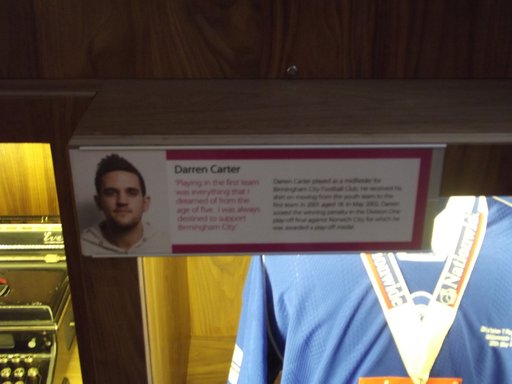 Darren Carter
'Playing in the first team
was everything that I
dreamed of from the
age of five. I was always
destined to support
Birmingham City'
Darren Carter played as a midfielder for
Birmingham City Football Club. He received his
shirt on moving from the youth team to the
first team in 2001 aged 18. In May 2002, Darren
scored the winning penalty in the Division One
play-off final against Norwich City for which he
was awarded a play-off medal.
Nationwide
Division 1